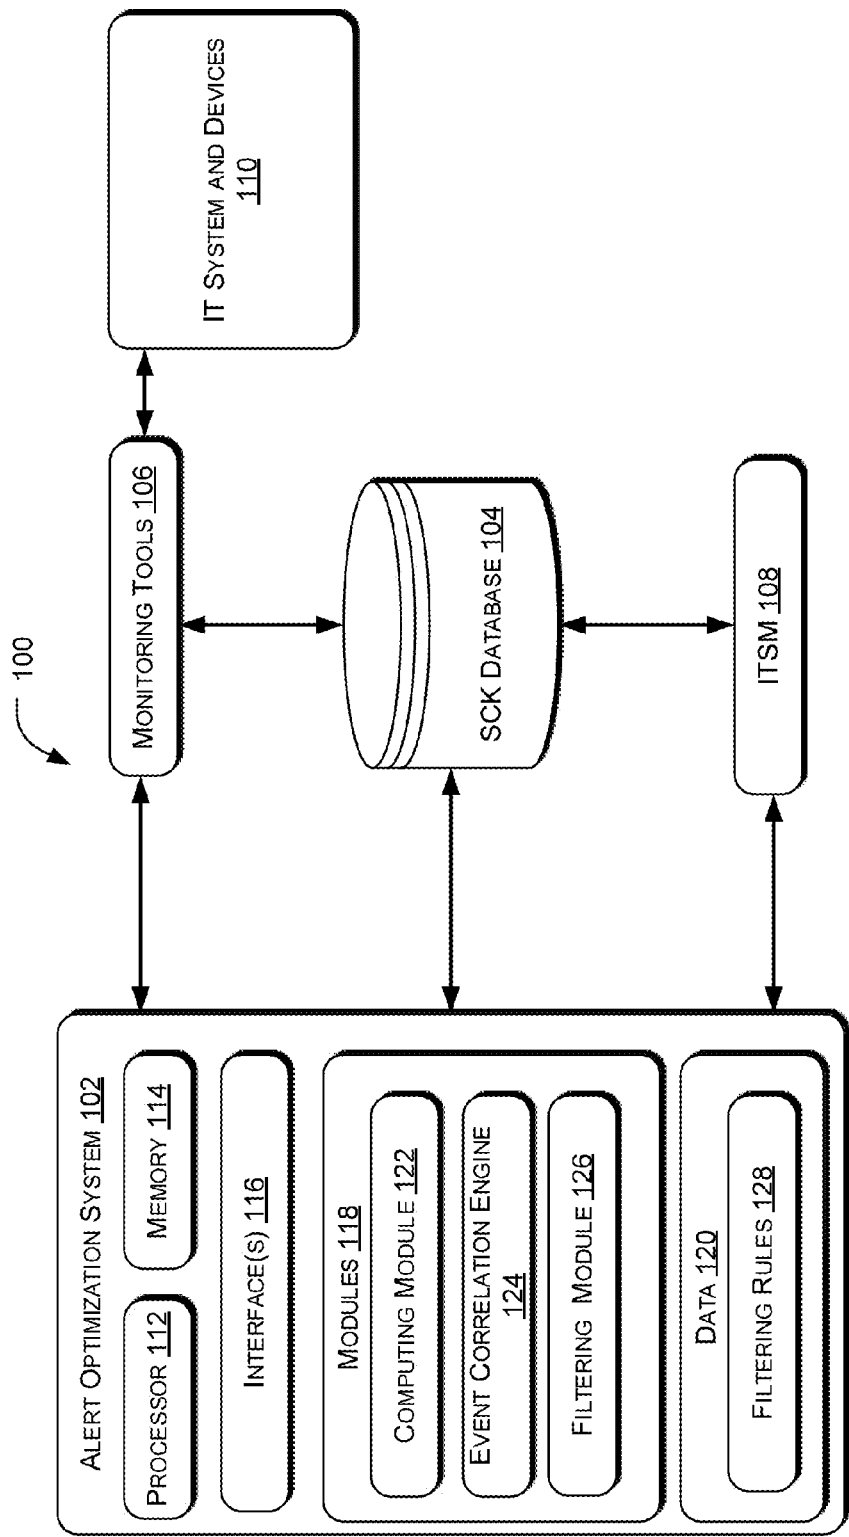 100
ALERT OPTIMIZATION SYSTEM 102
PROCESSOR 112
MEMORY 114
INTERFACE(S) 116
MODULES 118
COMPUTING MODULE 122
EVENT CORRELATION ENGINE
124
FILTERING MODULE 126
DATA 120
FILTERING RULES 128
MONITORING TOOLS 106
SCK DATABASE 104
ITSM 108
IT SYSTEM AND DEVICES
110